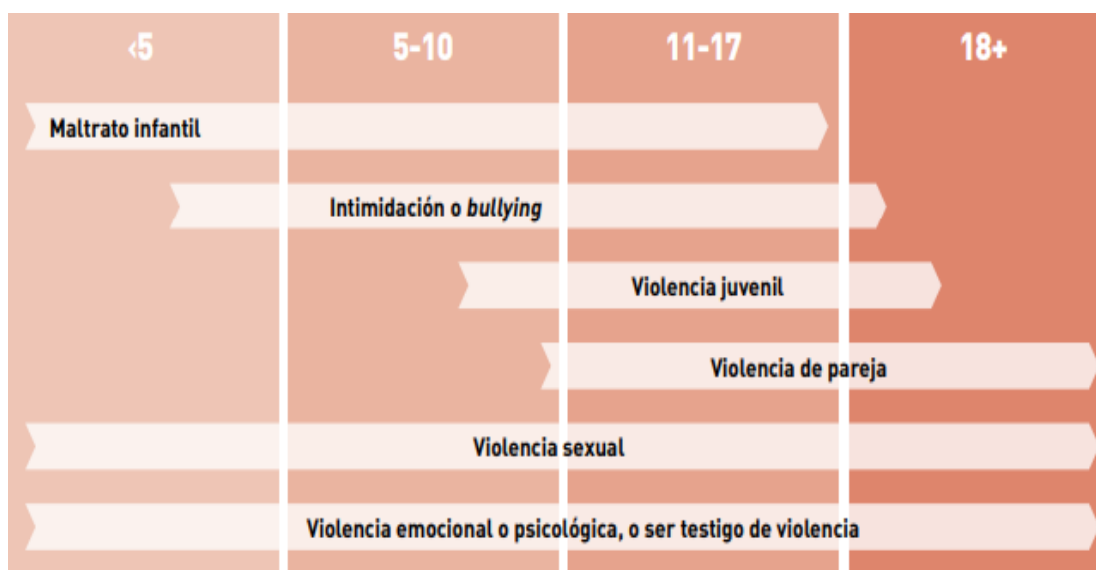 <5 5-10 11-17 18+
Maltrato infantil
Intimidación o bullying
Violencia juvenil
Violencia de pareja
Violencia sexual
Violencia emocional o psicológica, o ser testigo de violencia